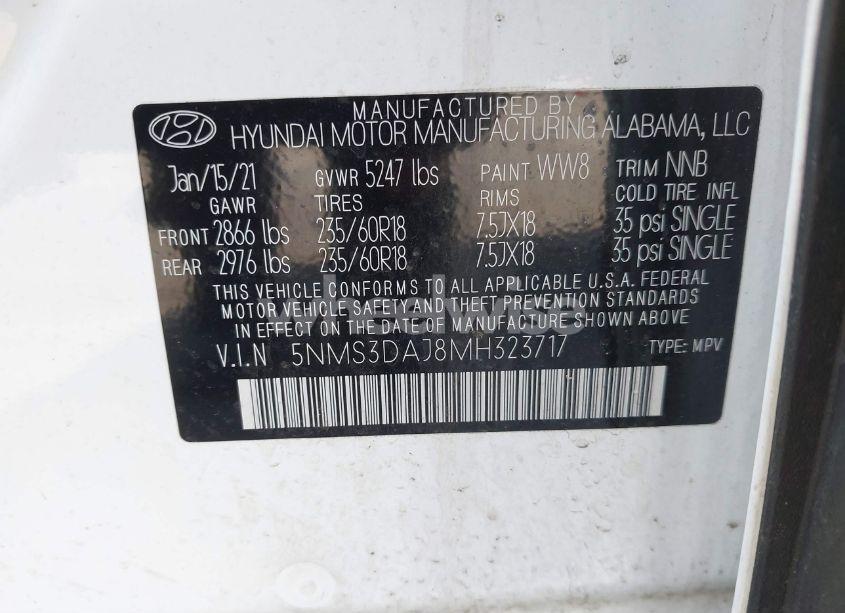 MANUFACTURED BY
HYUNDAI MOTOR MANUFACTURING ALABAMA, LLC
Jan/15/21 GVWR 5247 lbs PAINT WW8 TRIM NNB
GAWR TIRES RIMS COLD TIRE INFL
FRONT 2866 lbs 235/60R18 7.5JX18 35 psi SINGLE
REAR 2976 lbs 235/60R18 7.5JX18 35 psi SINGLE
THIS VEHICLE CONFORMS TO ALL APPLICABLE U.S.A. FEDERAL
MOTOR VEHICLE SAFETY AND THEFT PREVENTION STANDARDS
IN EFFECT ON THE DATE OF MANUFACTURE SHOWN ABOVE
V.I.N 5NMS3DAJ8MH323717 TYPE: MPV